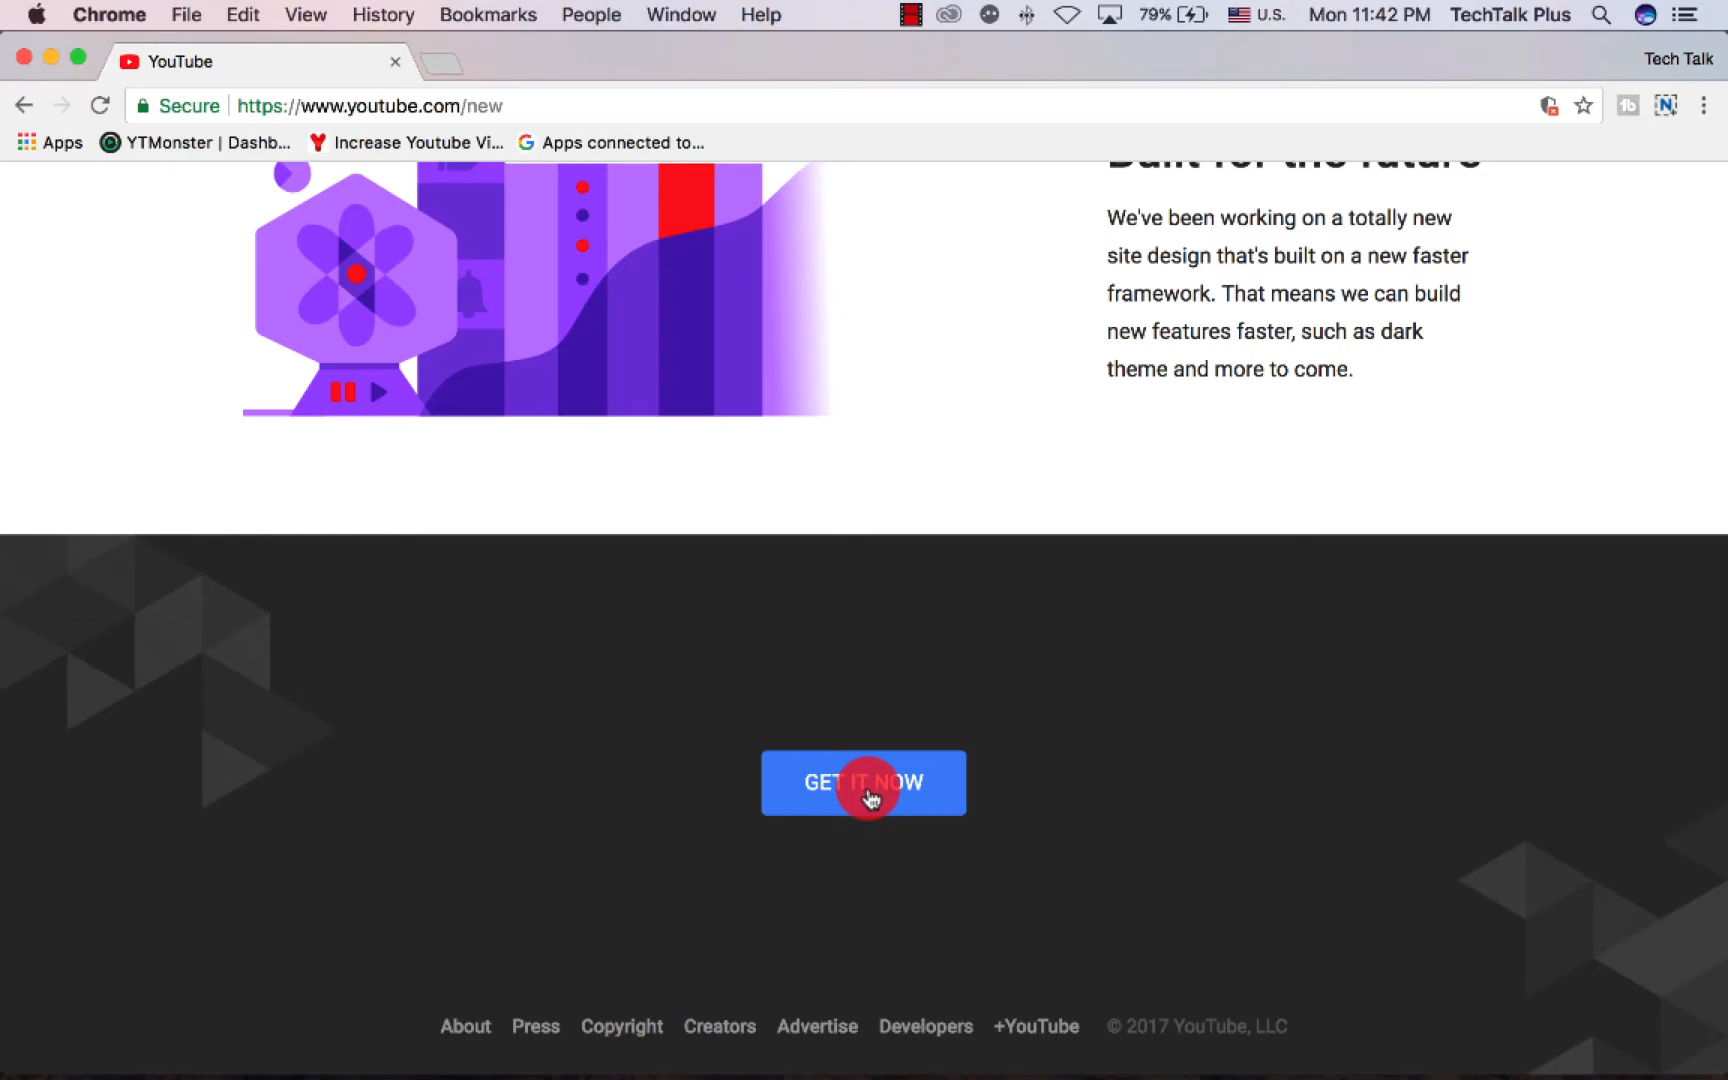 Chrome File Edit View History Bookmarks People Window Help 79% U.S. Mon 11:42 PM TechTalk Plus
YouTube Tech Talk
Secure https://www.youtube.com/new
Apps YTMonster | Dashb... Increase Youtube Vi... Apps connected to...
Built for the future
We've been working on a totally new
site design that's built on a new faster
framework. That means we can build
new features faster, such as dark
theme and more to come.
GET IT NOW
About Press Copyright Creators Advertise Developers +YouTube © 2017 YouTube, LLC